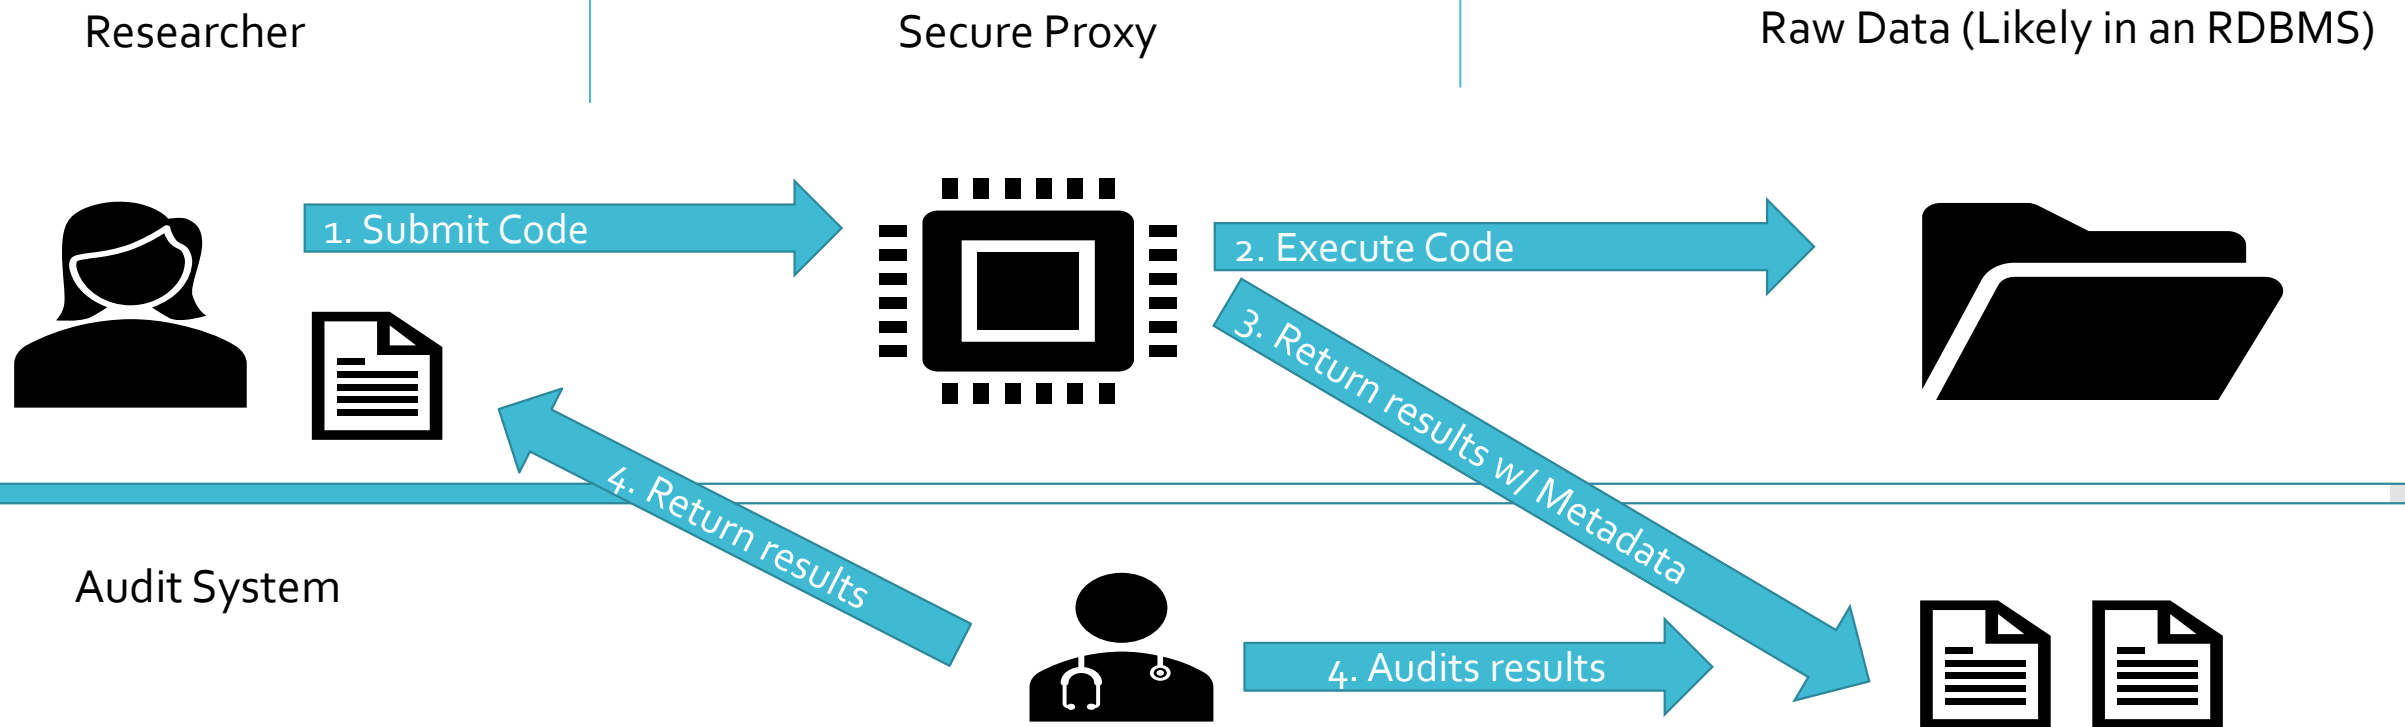 Researcher
Secure Proxy
Raw Data (Likely in an RDBMS)
1. Submit Code
2. Execute Code
3. Return results w/ Metadata
4. Return results
Audit System
4. Audits results